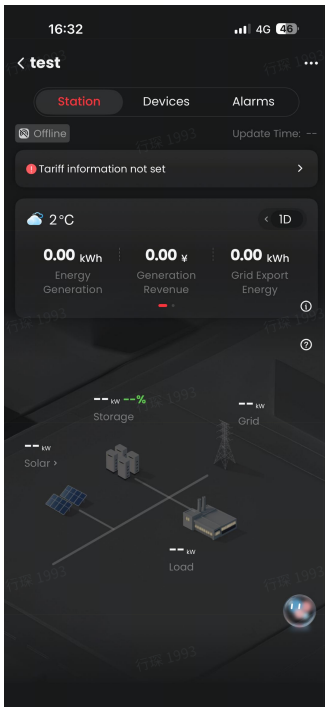 16:32
4G 46
test
Station Devices Alarms
Offline
Update Time: --
Tariff information not set
2°C
1D
0.00 kWh 0.00 ¥ 0.00 kWh
Energy Generation Grid Export
Generation Revenue Energy
-- kW --%
Storage
-- kW
Grid
-- kW
Solar >
-- kW
Load